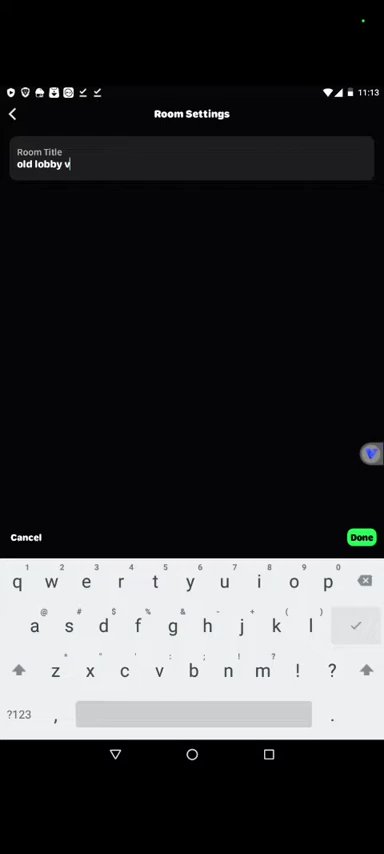 11:13
Room Settings
Room Title
old lobby v
Cancel
Done
1 2 3 4 5 6 7 8 9 0
q w e r t y u i o p
@ # $ % & - + ( )
a s d f g h j k l
* " ' : ; ! ?
z x c v b n m ! ?
?123 , .